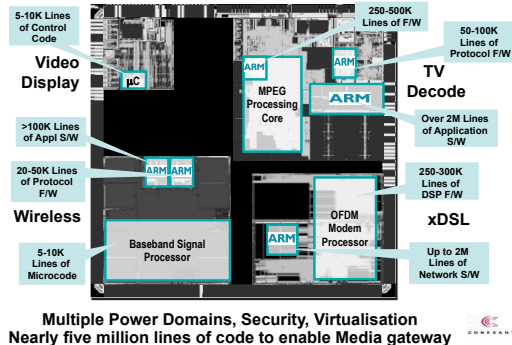 5-10K Lines
of Control
Code
250-500K
Lines of F/W
50-100K
Lines of
Protocol F/W
Video
Display
µC
ARM
ARM
TV
Decode
MPEG
Processing
Core
ARM
Over 2M Lines
of Application
S/W
>100K Lines
of Appl S/W
ARM
ARM
20-50K Lines
of Protocol
F/W
250-300K
Lines of
DSP F/W
Wireless
OFDM
Modem
Processor
xDSL
ARM
5-10K
Lines of
Microcode
Baseband Signal
Processor
Up to 2M
Lines of
Network S/W
Multiple Power Domains, Security, Virtualisation
Nearly five million lines of code to enable Media gateway
CONEXANT